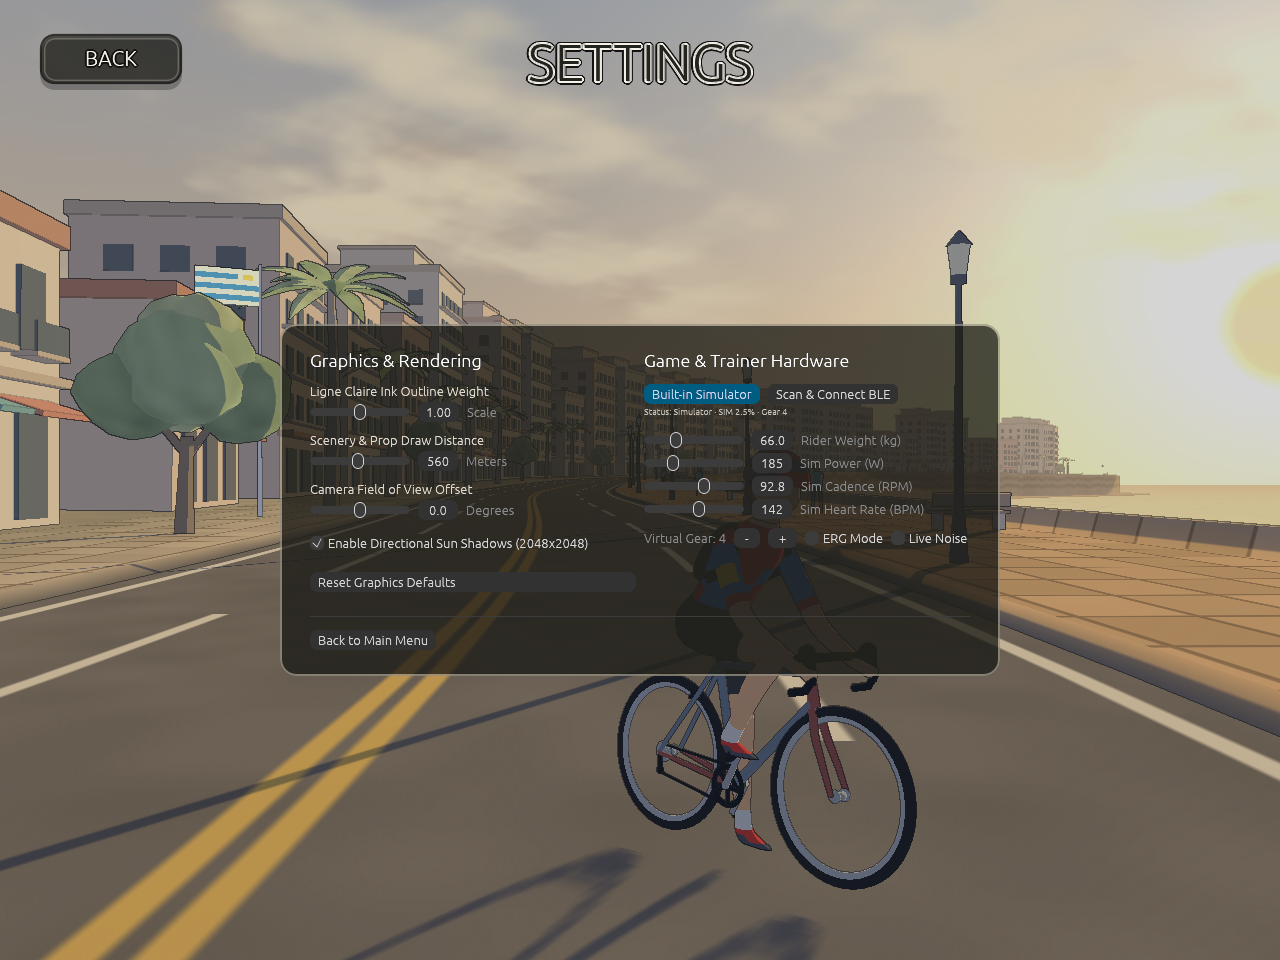 BACK
SETTINGS
Graphics & Rendering
Ligne Claire Ink Outline Weight
1.00 Scale
Scenery & Prop Draw Distance
560 Meters
Camera Field of View Offset
0.0 Degrees
Enable Directional Sun Shadows (2048x2048)
Reset Graphics Defaults
Game & Trainer Hardware
Built-in Simulator Scan & Connect BLE
Status: Simulator · SIM 2.5% · Gear 4
66.0 Rider Weight (kg)
185 Sim Power (W)
92.8 Sim Cadence (RPM)
142 Sim Heart Rate (BPM)
Virtual Gear: 4 - + ERG Mode Live Noise
Back to Main Menu